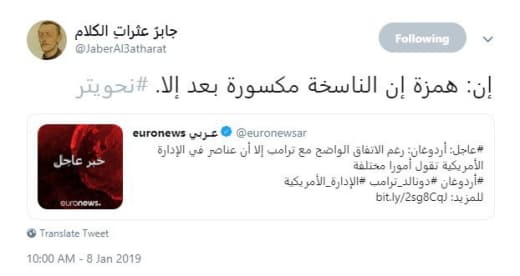 جابرُ عثراتِ الكلام
@JaberAl3atharat
Following
إن: همزة إن الناسخة مكسورة بعد إلا. #نحويتر
euronews عربي @euronewsar
#عاجل: أردوغان: رغم الاتفاق الواضح مع ترامب إلا أن عناصر في الإدارة
الأمريكية تقول أمورا مختلفة
#أردوغان #دونالد_ترامب #الإدارة_الأمريكية
للمزيد: bit.ly/2sg8CqJ
خبر عاجل
euronews.
Translate Tweet
10:00 AM - 8 Jan 2019